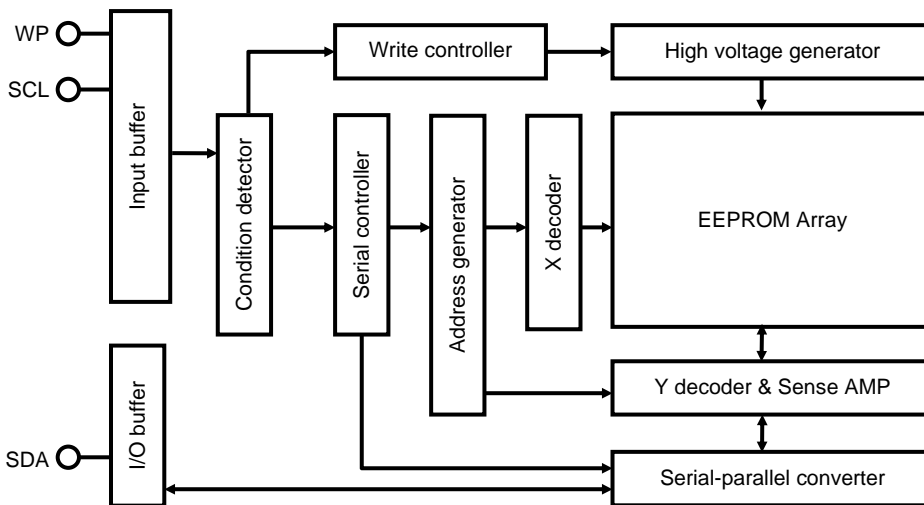 WP
SCL
SDA
Input buffer
I/O buffer
Condition detector
Write controller
Serial controller
Address generator
X decoder
High voltage generator
EEPROM Array
Y decoder & Sense AMP
Serial-parallel converter